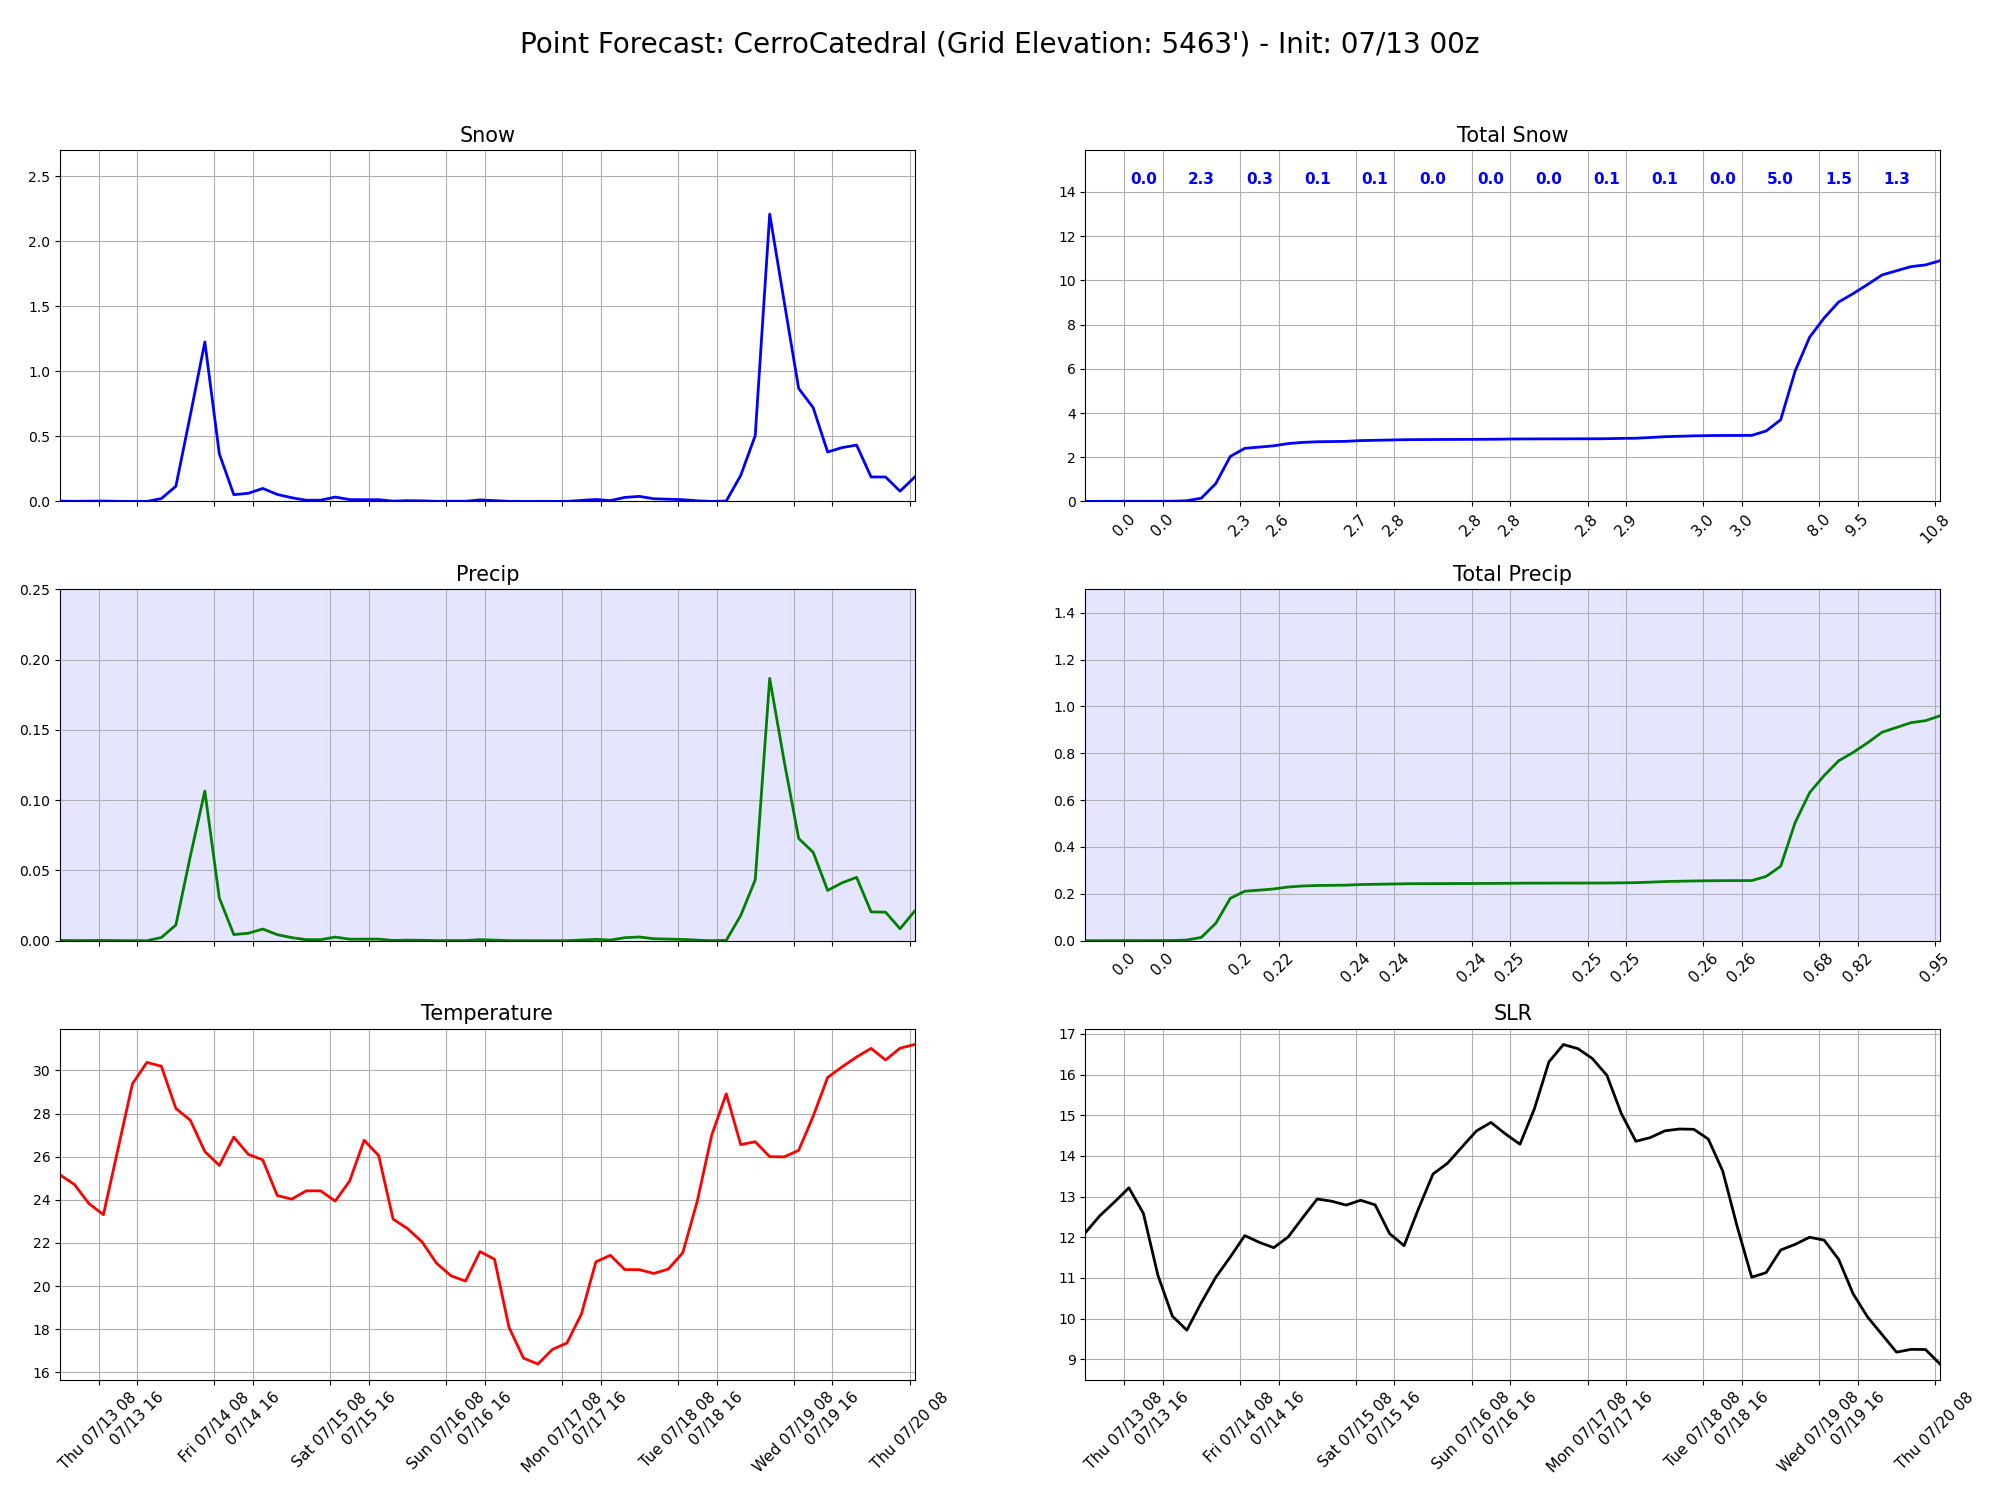 Point Forecast: CerroCatedral (Grid Elevation: 5463') - Init: 07/13 00z
Snow
2.5
2.0
1.5
1.0
0.5
0.0
Total Snow
0.0 2.3 0.3 0.1 0.1 0.0 0.0 0.0 0.1 0.1 0.0 5.0 1.5 1.3
14
12
10
8
6
4
2
0
0.0 0.0 2.3 2.6 2.7 2.8 2.8 2.8 2.8 2.9 3.0 3.0 8.0 9.5 10.8
Precip
0.25
0.20
0.15
0.10
0.05
0.00
Total Precip
1.4
1.2
1.0
0.8
0.6
0.4
0.2
0.0
0.0 0.0 0.2 0.22 0.24 0.24 0.24 0.25 0.25 0.25 0.26 0.26 0.68 0.82 0.95
Temperature
30
28
26
24
22
20
18
16
Thu 07/13 08
07/13 16
Fri 07/14 08
07/14 16
Sat 07/15 08
07/15 16
Sun 07/16 08
07/16 16
Mon 07/17 08
07/17 16
Tue 07/18 08
07/18 16
Wed 07/19 08
07/19 16
Thu 07/20 08
SLR
17
16
15
14
13
12
11
10
9
Thu 07/13 08
07/13 16
Fri 07/14 08
07/14 16
Sat 07/15 08
07/15 16
Sun 07/16 08
07/16 16
Mon 07/17 08
07/17 16
Tue 07/18 08
07/18 16
Wed 07/19 08
07/19 16
Thu 07/20 08